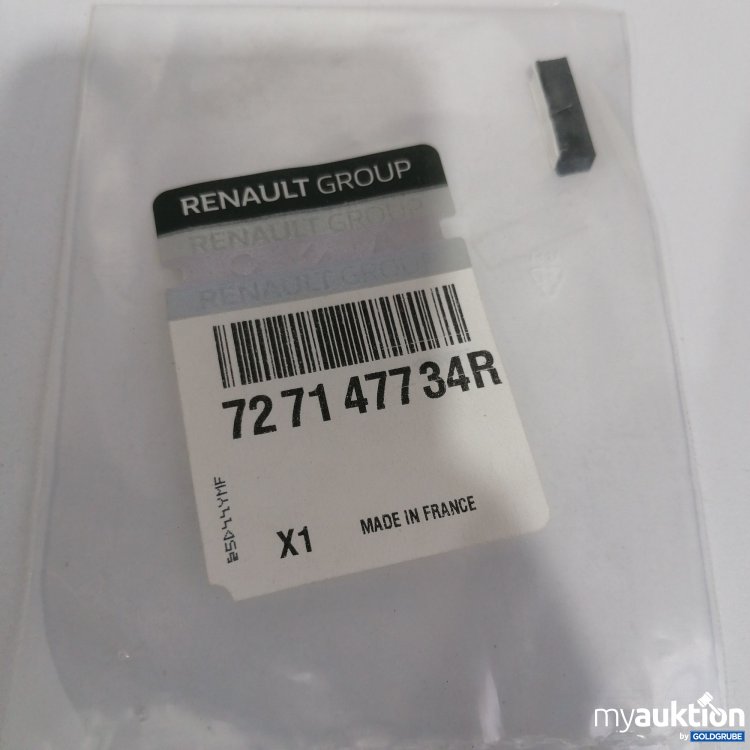 RENAULT GROUP
RENAULT GROUP
RENAULT GROUP
72 71 477 34R
X1 MADE IN FRANCE
myauktion
by GOLDGRUBE